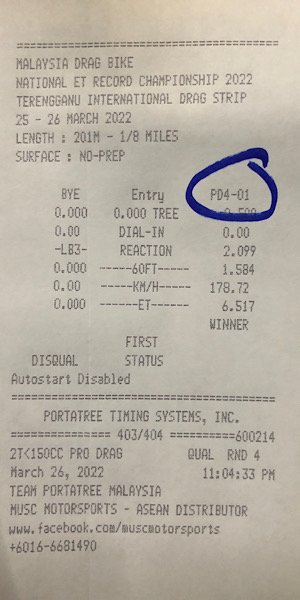 MALAYSIA DRAG BIKE
NATIONAL ET RECORD CHAMPIONSHIP 2022
TERENGGANU INTERNATIONAL DRAG STRIP
25 - 26 MARCH 2022
LENGTH : 201M - 1/8 MILES
SURFACE : NO-PREP
BYE Entry PD4-01
0.000 0.000 TREE
0.00 DIAL-IN 0.00
-LB3- REACTION 2.099
0.000 ------60FT------ 1.584
0.00 ------KM/H------ 178.72
0.000 -------ET------- 6.517
WINNER
FIRST
DISQUAL STATUS
Autostart Disabled
PORTATREE TIMING SYSTEMS, INC.
=============== 403/404 ==========600214
2T<150CC PRO DRAG QUAL RND 4
March 26, 2022 11:04:33 PM
TEAM PORTATREE MALAYSIA
MUSC MOTORSPORTS - ASEAN DISTRIBUTOR
www.facebook.com/muscmotorsports
+6016-6681490